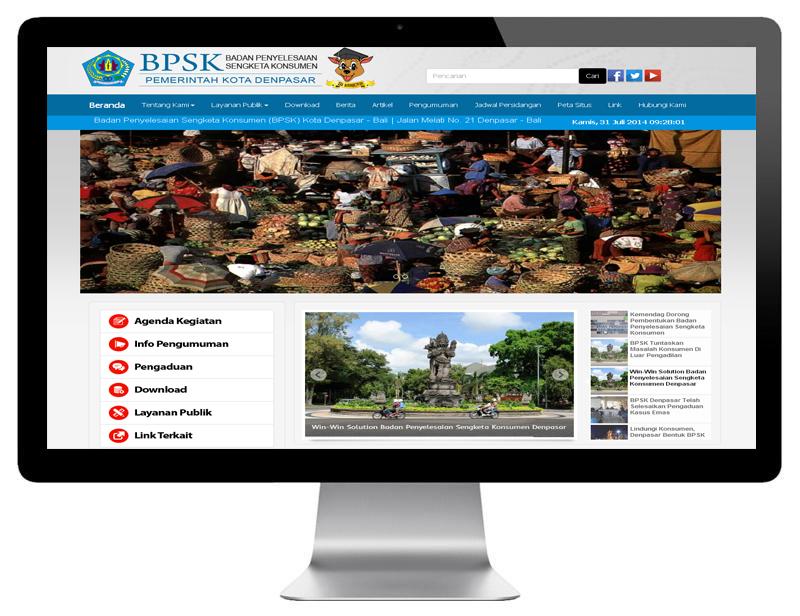 BPSK
BADAN PENYELESAIAN
SENGKETA KONSUMEN
PEMERINTAH KOTA DENPASAR
Pencarian
Cari
Beranda Tentang Kami Layanan Publik Download Berita Artikel Pengumuman Jadwal Persidangan Peta Situs Link Hubungi Kami
Badan Penyelesaian Sengketa Konsumen (BPSK) Kota Denpasar - Bali | Jalan Melati No. 21 Denpasar - Bali
Kamis, 31 Juli 2014 09:28:01
Agenda Kegiatan
Info Pengumuman
Pengaduan
Download
Layanan Publik
Link Terkait
Win-Win Solution Badan Penyelesaian Sengketa Konsumen Denpasar
Kemendag Dorong
Pembentukan Badan
Penyelesaian Sengketa
Konsumen
BPSK Tuntaskan
Masalah Konsumen Di
Luar Pengadilan
Win-Win Solution Badan
Penyelesaian Sengketa
Konsumen Denpasar
BPSK Denpasar Telah
Selesaikan Pengaduan
Kasus Emas
Lindungi Konsumen,
Denpasar Bentuk BPSK